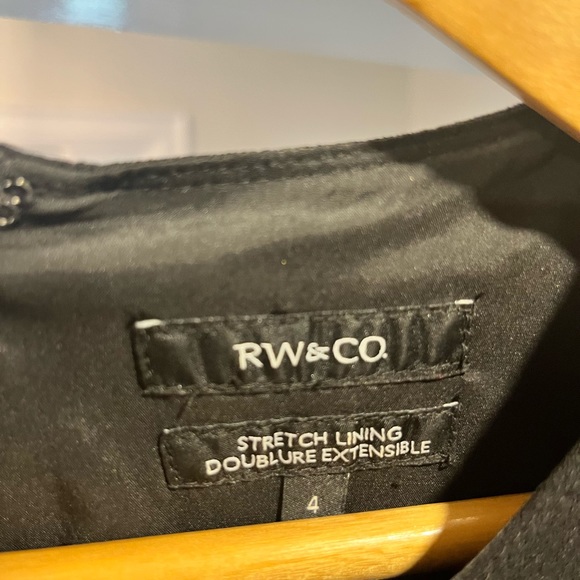 RW&CO.
STRETCH LINING
DOUBLURE EXTENSIBLE
4